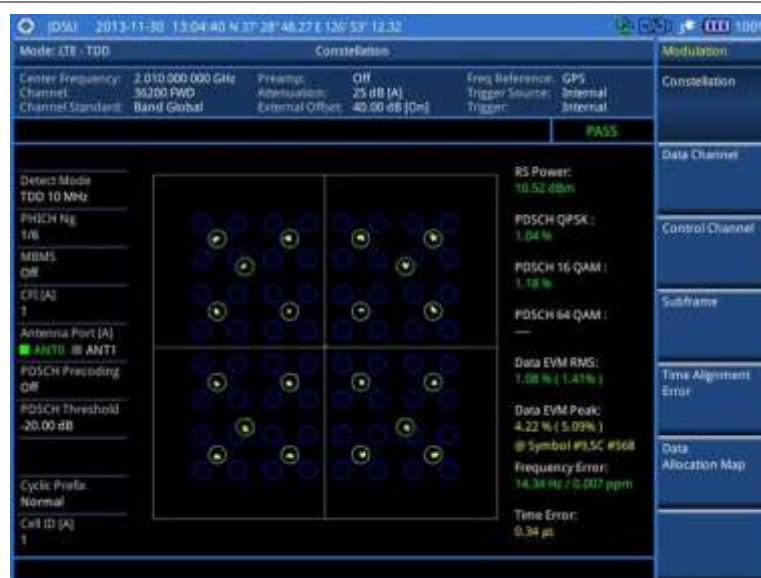 JDSU 2013-11-30 13:04:40 N 37° 28' 48.27 E 126° 53' 12.32 100%
Mode: LTE - TDD Constellation Modulation
Center Frequency: 2.010 000 000 GHz Preamp: Off Freq Reference: GPS
Channel: 36200 FWD Attenuation: 25 dB [A] Trigger Source: Internal
Channel Standard: Band Global External Offset: 40.00 dB [On] Trigger: Internal
PASS
Constellation
Data Channel
Control Channel
Subframe
Time Alignment
Error
Data
Allocation Map
Detect Mode
TDD 10 MHz
PHICH Ng
1/6
MBMS
Off
CFI [A]
1
Antenna Port [A]
ANT0 ANT1
PDSCH Precoding
Off
PDSCH Threshold
-20.00 dB
Cyclic Prefix
Normal
Cell ID [A]
1
RS Power:
10.52 dBm
PDSCH QPSK :
1.04 %
PDSCH 16 QAM :
1.18 %
PDSCH 64 QAM :
---
Data EVM RMS:
1.08 % ( 1.41% )
Data EVM Peak:
4.22 % ( 5.09% )
@ Symbol #9,SC #568
Frequency Error:
14.34 Hz / 0.007 ppm
Time Error:
0.34 µs